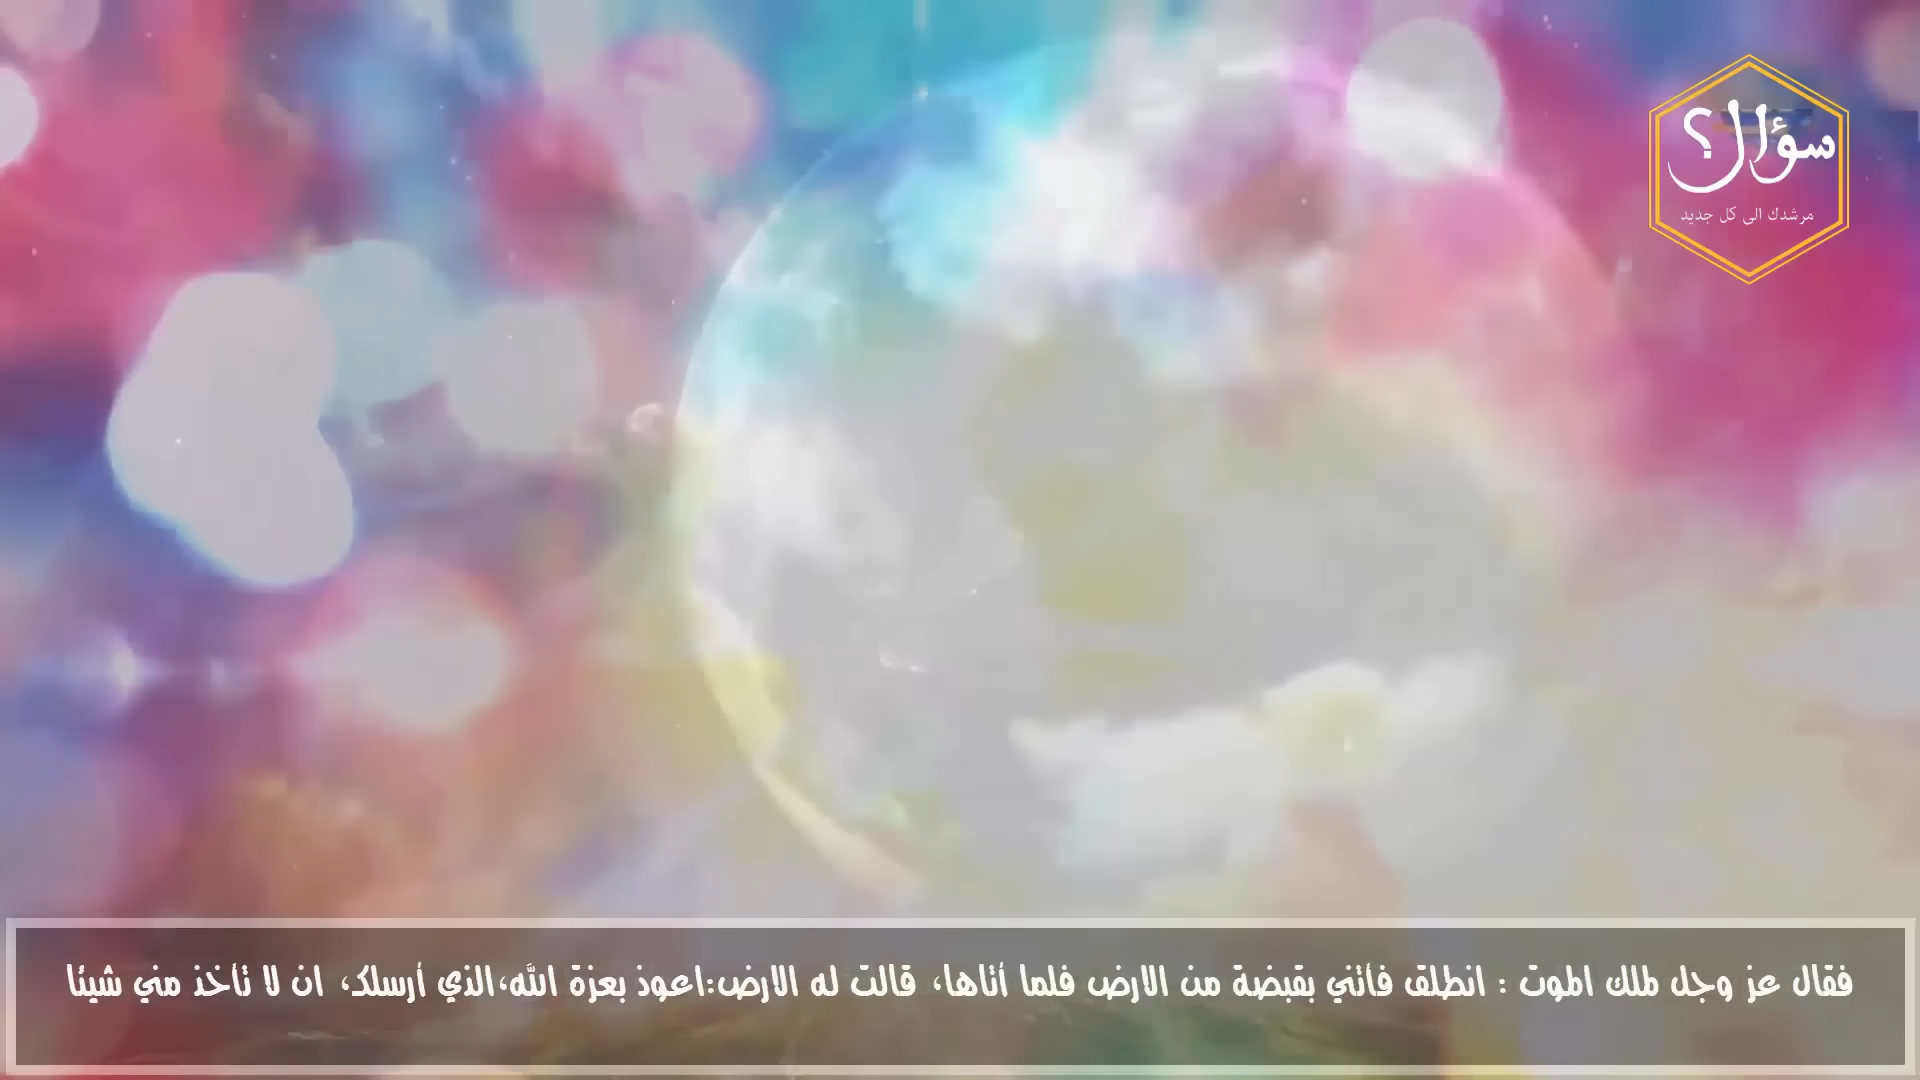 سؤال؟
مرشدك الى كل جديد
فقال عز وجل لملك الموت : انطلق فأتني بقبضة من الارض فلما أتاها، قالت له الارض:اعوذ بعزة الله،الذي أرسلك، ان لا تأخذ مني شيئا